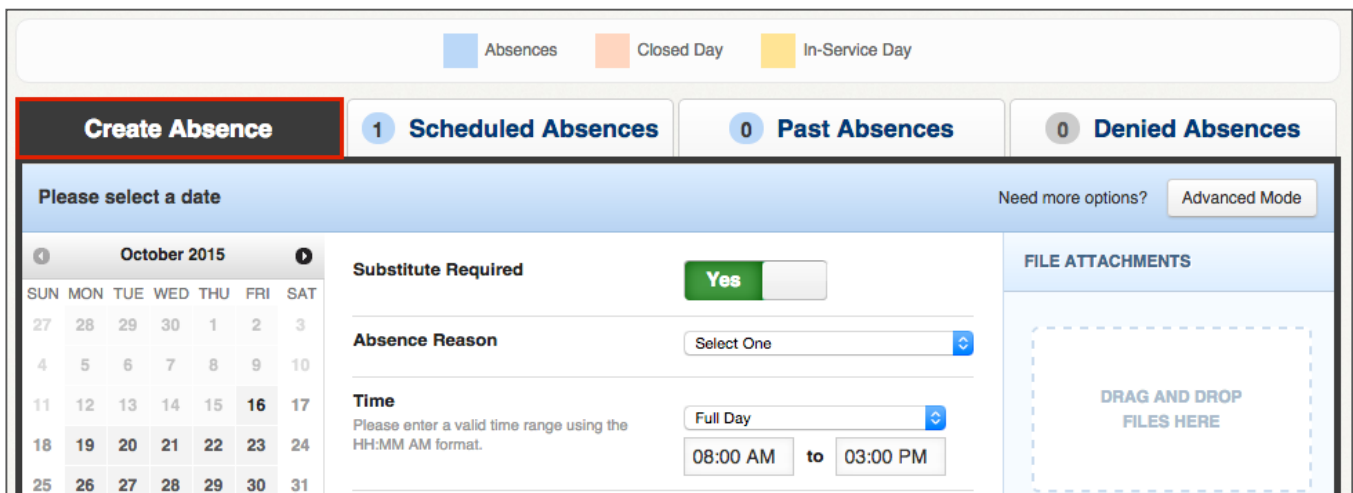 Absences Closed Day In-Service Day
Create Absence 1 Scheduled Absences 0 Past Absences 0 Denied Absences
Please select a date Need more options? Advanced Mode
October 2015
SUN MON TUE WED THU FRI SAT
27 28 29 30 1 2 3
4 5 6 7 8 9 10
11 12 13 14 15 16 17
18 19 20 21 22 23 24
25 26 27 28 29 30 31
Substitute Required Yes
Absence Reason Select One
Time
Please enter a valid time range using the
HH:MM AM format.
Full Day
08:00 AM to 03:00 PM
FILE ATTACHMENTS
DRAG AND DROP
FILES HERE